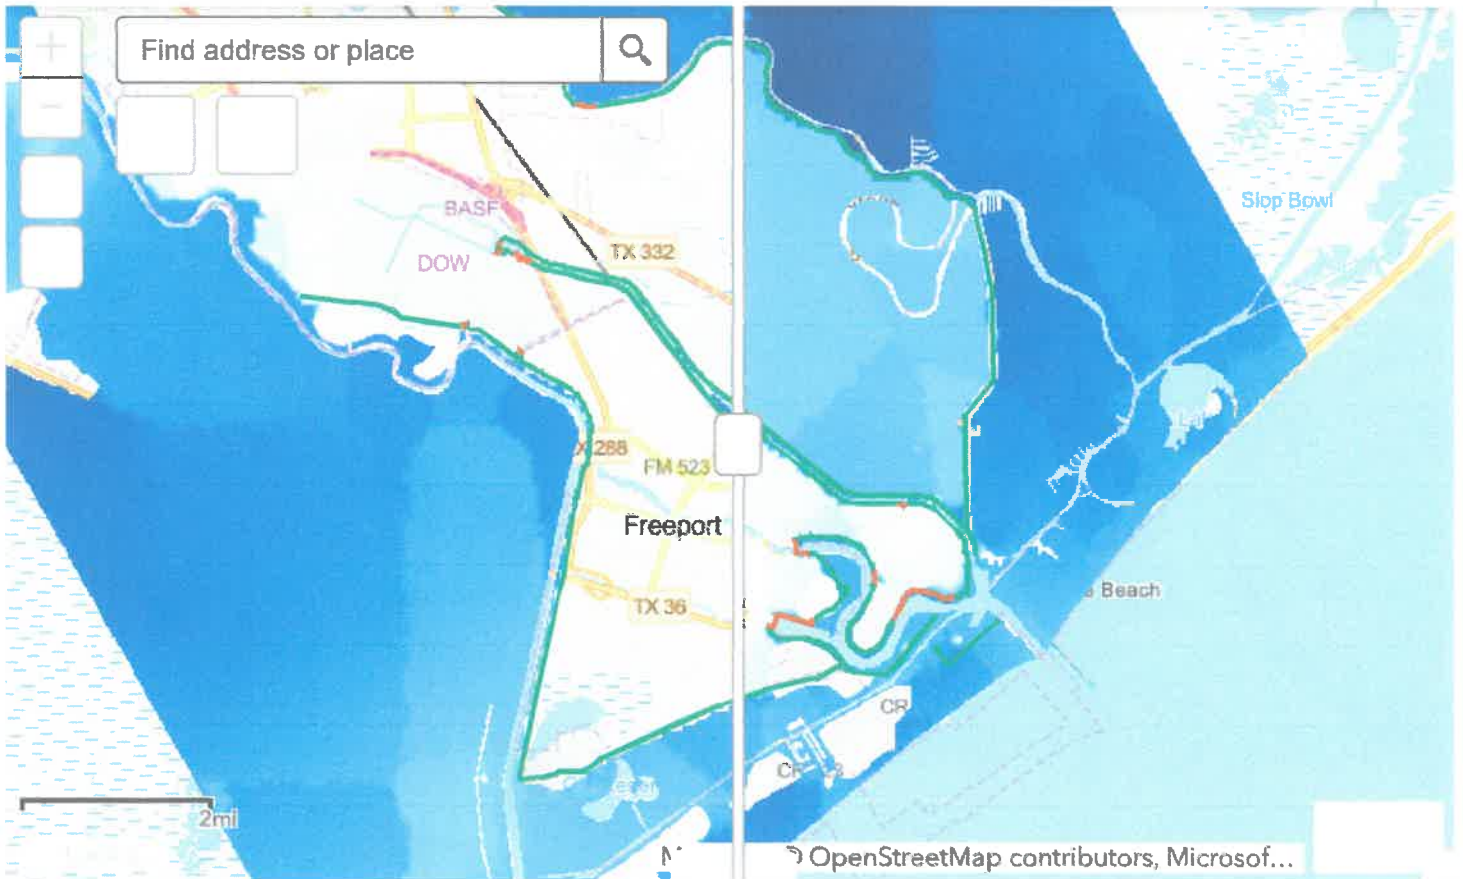 Find address or place
Slop Bowl
BASF
TX 332
DOW
X 288
FM 523
Freeport
TX 36
Beach
CR
2mi
OpenStreetMap contributors, Microsof...